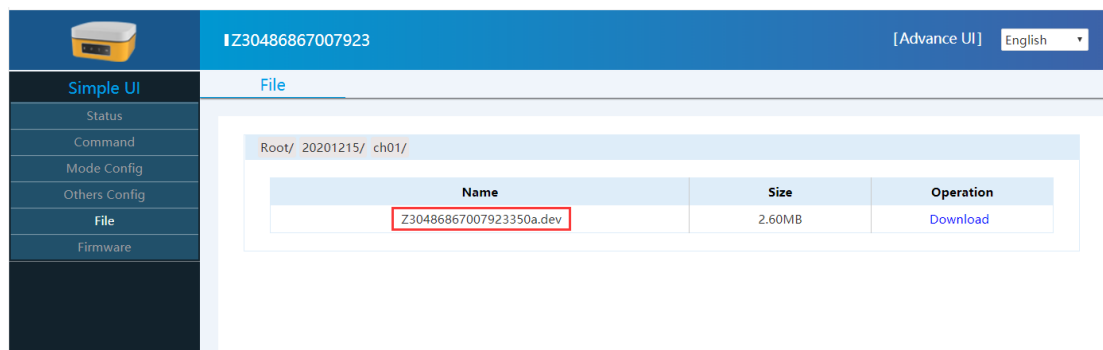 Z30486867007923
[Advance UI] English
Simple UI
File
Status
Command
Mode Config
Others Config
File
Firmware
Root/ 20201215/ ch01/
Name Size Operation
Z30486867007923350a.dev 2.60MB Download